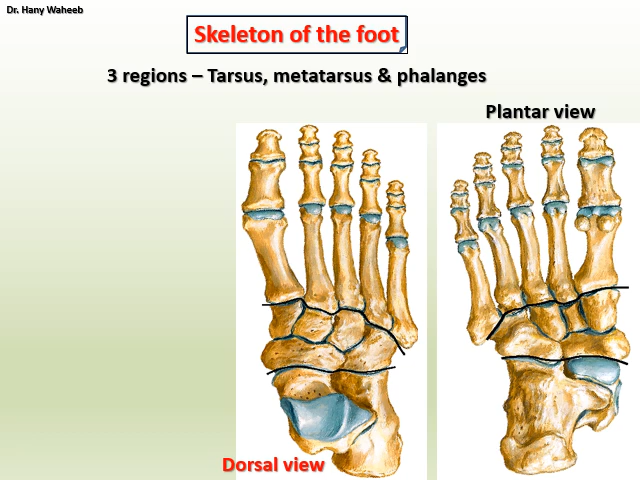 Dr. Hany Waheeb
Skeleton of the foot
3 regions – Tarsus, metatarsus & phalanges
Plantar view
Dorsal view